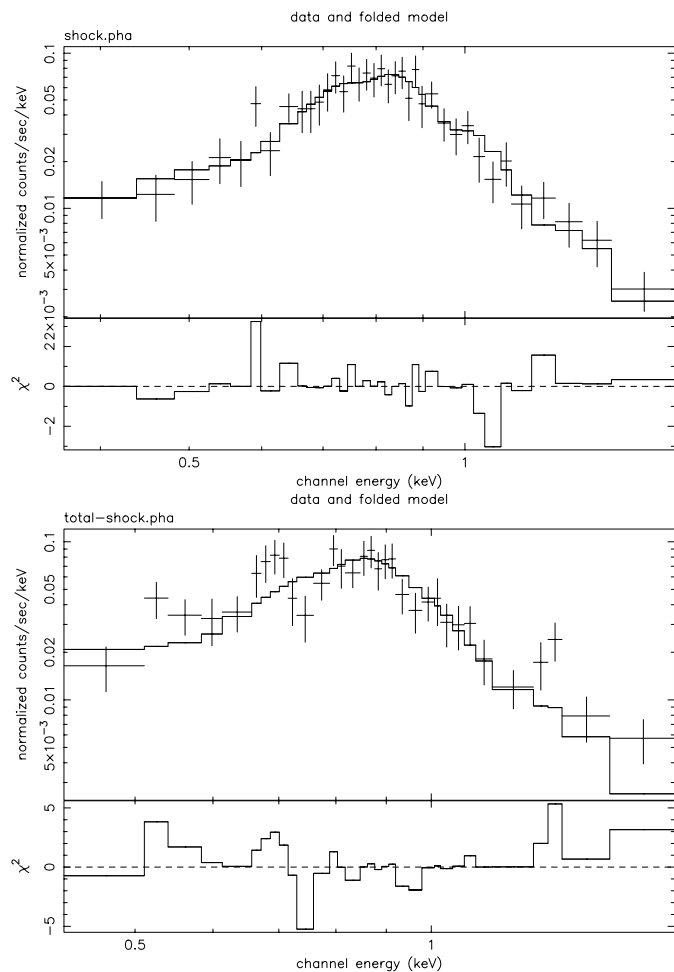 data and folded model
shock.pha
normalized counts/sec/keV
0.1
0.05
0.02
0.01
5×10⁻³
2×10⁻³
χ²
2
0
−2
0.5
1
channel energy (keV)
data and folded model
total−shock.pha
normalized counts/sec/keV
0.1
0.05
0.02
0.01
5×10⁻³
χ²
5
0
−5
0.5
1
channel energy (keV)